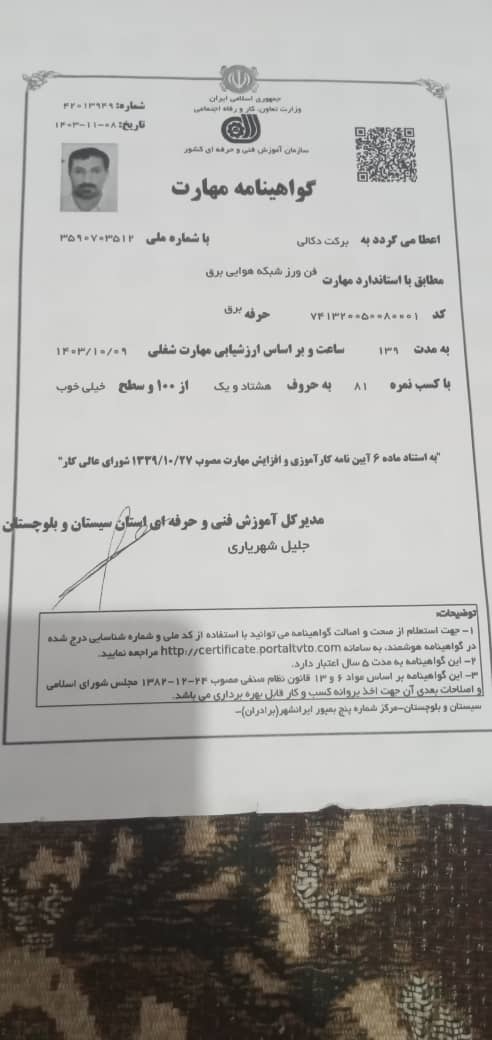 جمهوری اسلامی ایران
وزارت تعاون، کار و رفاه اجتماعی
سازمان آموزش فنی و حرفه ای کشور
شماره: ۴۲۰۱۳۹۴۹
تاریخ: ۱۴۰۳-۱۱-۰۸
گواهینامه مهارت
اعطا می گردد به برکت دکالی با شماره ملی ۳۵۹۰۷۰۳۵۱۲
مطابق با استاندارد مهارت فن ورز شبکه هوایی برق
کد ۷۴۱۳۲۰۰۵۰۰۸۰۰۰۱ حرفه برق
به مدت ۱۳۹ ساعت و بر اساس ارزشیابی مهارت شغلی ۱۴۰۳/۱۰/۰۹
با کسب نمره ۸۱ به حروف هشتاد و یک از ۱۰۰ و سطح خیلی خوب
"به استناد ماده ۶ آیین نامه کارآموزی و افزایش مهارت مصوب ۱۳۳۹/۱۰/۲۷ شورای عالی کار"
مدیر کل آموزش فنی و حرفه ای استان سیستان و بلوچستان
جلیل شهریاری
توضیحات:
۱- جهت استعلام از صحت و اصالت گواهینامه می توانید با استفاده از کد ملی و شماره شناسایی درج شده
در گواهینامه هوشمند، به سامانه http://certificate.portaltvto.com مراجعه نمایید.
۲- این گواهینامه به مدت ۵ سال اعتبار دارد.
۳- این گواهینامه بر اساس مواد ۶ و ۱۳ قانون نظام صنفی مصوب ۲۴-۱۲-۱۳۸۲ مجلس شورای اسلامی
و اصلاحات بعدی آن جهت اخذ پروانه کسب و کار قابل بهره برداری می باشد.
سیستان و بلوچستان-مرکز شماره پنج بمپور ایرانشهر(برادران)-